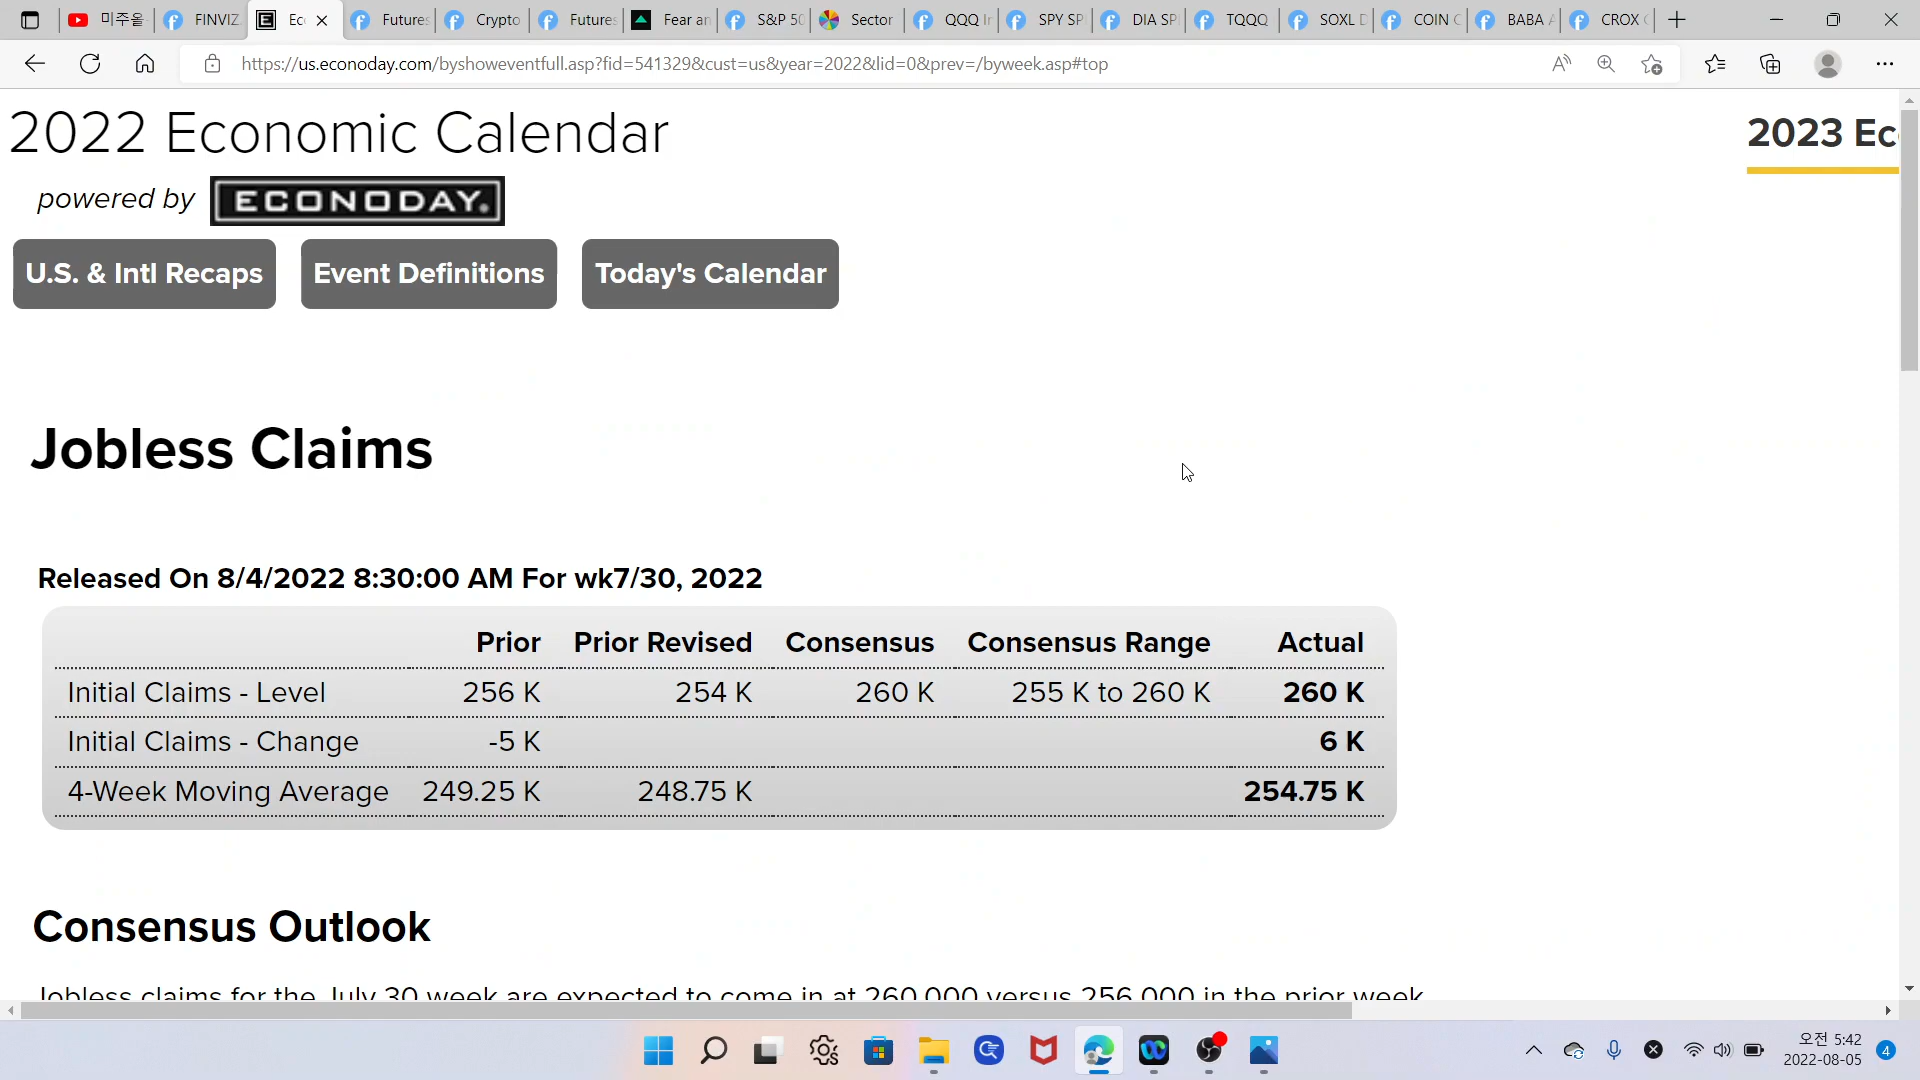 미주을
FINVIZ.
Ec
Futures
Crypto
Futures
Fear an
S&P 50
Sector
QQQ In
SPY SP
DIA SP
TQQQ
SOXL D
COIN C
BABA A
CROX
https://us.econoday.com/byshoweventfull.asp?fid=541329&cust=us&year=2022&lid=0&prev=/byweek.asp#top
2022 Economic Calendar
2023 Ec
powered by ECONODAY.
U.S. & Intl Recaps
Event Definitions
Today's Calendar
Jobless Claims
Released On 8/4/2022 8:30:00 AM For wk7/30, 2022
Prior Prior Revised Consensus Consensus Range Actual
Initial Claims - Level 256 K 254 K 260 K 255 K to 260 K 260 K
Initial Claims - Change -5 K 6 K
4-Week Moving Average 249.25 K 248.75 K 254.75 K
Consensus Outlook
Jobless claims for the July 30 week are expected to come in at 260,000 versus 256,000 in the prior week
오전 5:42
2022-08-05
4